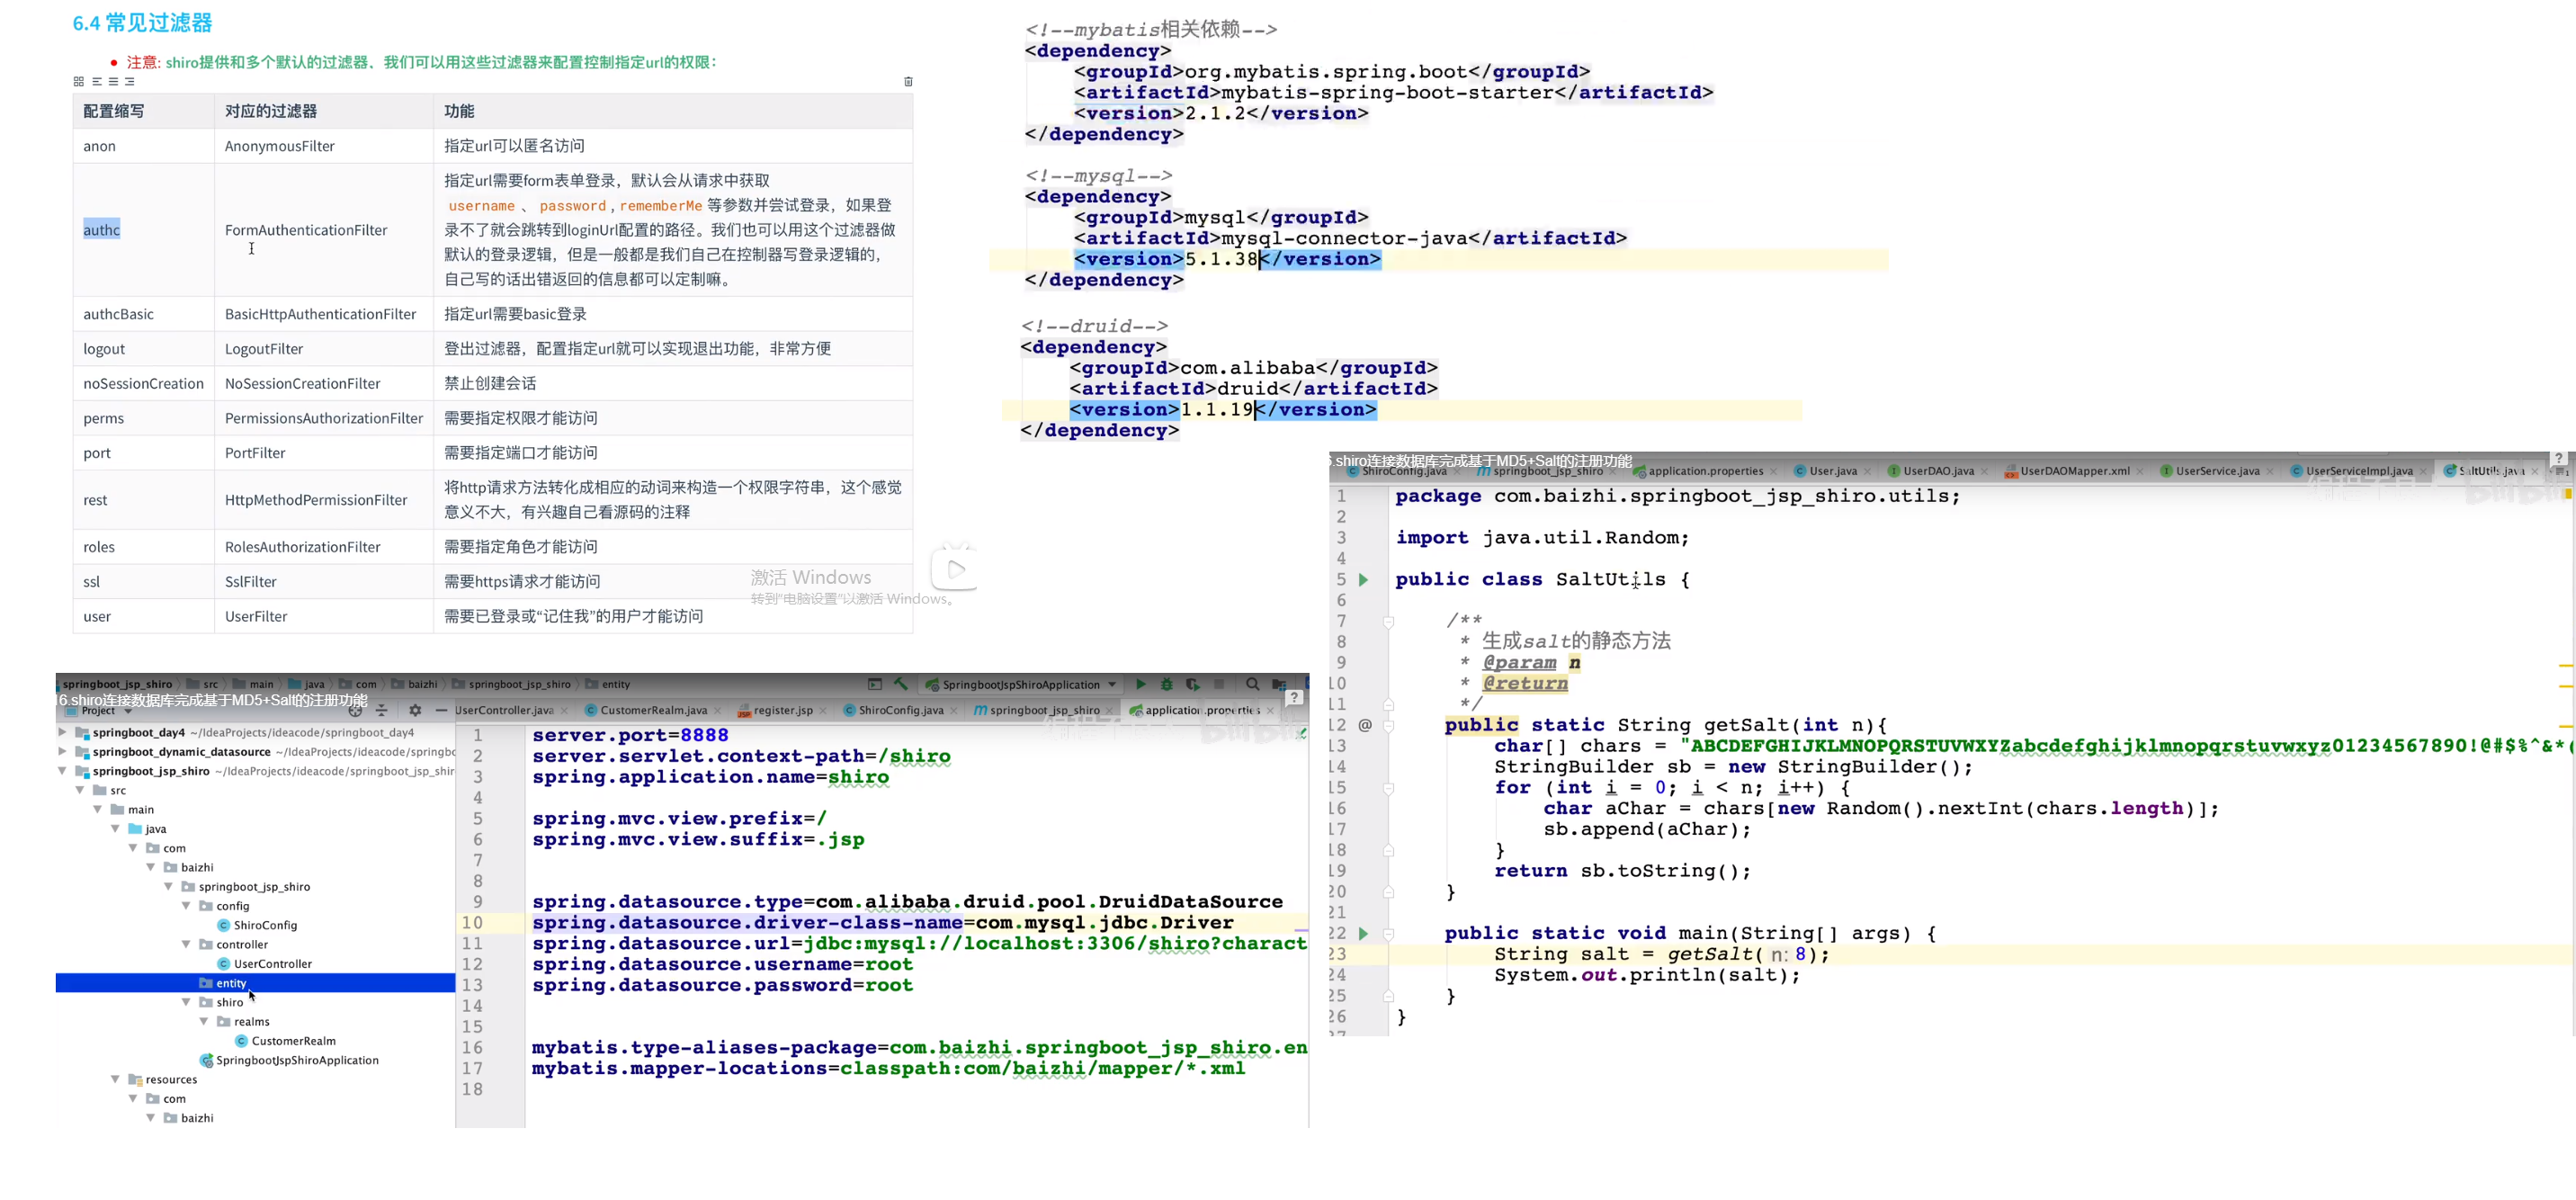 6.4 常见过滤器
注意: shiro提供和多个默认的过滤器，我们可以用这些过滤器来配置控制指定url的权限:
配置缩写 对应的过滤器 功能
anon AnonymousFilter 指定url可以匿名访问
authc FormAuthenticationFilter 指定url需要form表单登录，默认会从请求中获取
username 、 password , rememberMe 等参数并尝试登录，如果登
录不了就会跳转到loginUrl配置的路径。我们也可以用这个过滤器做
默认的登录逻辑，但是一般都是我们自己在控制器写登录逻辑的，
自己写的话出错返回的信息都可以定制嘛。
authcBasic BasicHttpAuthenticationFilter 指定url需要basic登录
logout LogoutFilter 登出过滤器，配置指定url就可以实现退出功能，非常方便
noSessionCreation NoSessionCreationFilter 禁止创建会话
perms PermissionsAuthorizationFilter 需要指定权限才能访问
port PortFilter 需要指定端口才能访问
rest HttpMethodPermissionFilter 将http请求方法转化成相应的动词来构造一个权限字符串，这个感觉
意义不大，有兴趣自己看源码的注释
roles RolesAuthorizationFilter 需要指定角色才能访问
ssl SslFilter 需要https请求才能访问
user UserFilter 需要已登录或“记住我”的用户才能访问
激活 Windows
转到“电脑设置”以激活 Windows。
<!--mybatis相关依赖-->
<dependency>
<groupId>org.mybatis.spring.boot</groupId>
<artifactId>mybatis-spring-boot-starter</artifactId>
<version>2.1.2</version>
</dependency>
<!--mysql-->
<dependency>
<groupId>mysql</groupId>
<artifactId>mysql-connector-java</artifactId>
<version>5.1.38</version>
</dependency>
<!--druid-->
<dependency>
<groupId>com.alibaba</groupId>
<artifactId>druid</artifactId>
<version>1.1.19</version>
</dependency>
springboot_jsp_shiro src main java com baizhi springboot_jsp_shiro entity SpringbootJspShiroApplication
16.shiro连接数据库完成基于MD5+Salt的注册功能
Project UserController.java CustomerRealm.java register.jsp ShiroConfig.java springboot_jsp_shiro application.properties
springboot_day4 ~/IdeaProjects/ideacode/springboot_day4
springboot_dynamic_datasource ~/IdeaProjects/ideacode/springbo
springboot_jsp_shiro ~/IdeaProjects/ideacode/springboot_jsp_shir
src
main
java
com
baizhi
springboot_jsp_shiro
config
ShiroConfig
controller
UserController
entity
shiro
realms
CustomerRealm
SpringbootJspShiroApplication
resources
com
baizhi
1 server.port=8888
2 server.servlet.context-path=/shiro
3 spring.application.name=shiro
4
5 spring.mvc.view.prefix=/
6 spring.mvc.view.suffix=.jsp
7
8
9 spring.datasource.type=com.alibaba.druid.pool.DruidDataSource
10 spring.datasource.driver-class-name=com.mysql.jdbc.Driver
11 spring.datasource.url=jdbc:mysql://localhost:3306/shiro?charact
12 spring.datasource.username=root
13 spring.datasource.password=root
14
15
16 mybatis.type-aliases-package=com.baizhi.springboot_jsp_shiro.en
17 mybatis.mapper-locations=classpath:com/baizhi/mapper/*.xml
18
6.shiro连接数据库完成基于MD5+Salt的注册功能
ShiroConfig.java springboot_jsp_shiro application.properties User.java UserDAO.java UserDAOMapper.xml UserService.java UserServiceImpl.java SaltUtils.java
1 package com.baizhi.springboot_jsp_shiro.utils;
2
3 import java.util.Random;
4
5 public class SaltUtils {
6
7 /**
8 * 生成salt的静态方法
9 * @param n
10 * @return
11 */
12 @ public static String getSalt(int n){
13 char[] chars = "ABCDEFGHIJKLMNOPQRSTUVWXYZabcdefghijklmnopqrstuvwxyz01234567890!@#$%^&*(
14 StringBuilder sb = new StringBuilder();
15 for (int i = 0; i < n; i++) {
16 char aChar = chars[new Random().nextInt(chars.length)];
17 sb.append(aChar);
18 }
19 return sb.toString();
20 }
21
22 public static void main(String[] args) {
23 String salt = getSalt( n: 8);
24 System.out.println(salt);
25 }
26 }